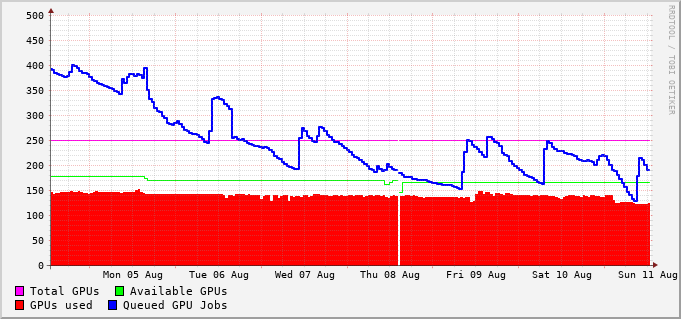 500
450
400
350
300
250
200
150
100
50
0
Mon 05 Aug Tue 06 Aug Wed 07 Aug Thu 08 Aug Fri 09 Aug Sat 10 Aug Sun 11 Aug
Total GPUs Available GPUs
GPUs used Queued GPU Jobs
RRDTOOL / TOBI OETIKER